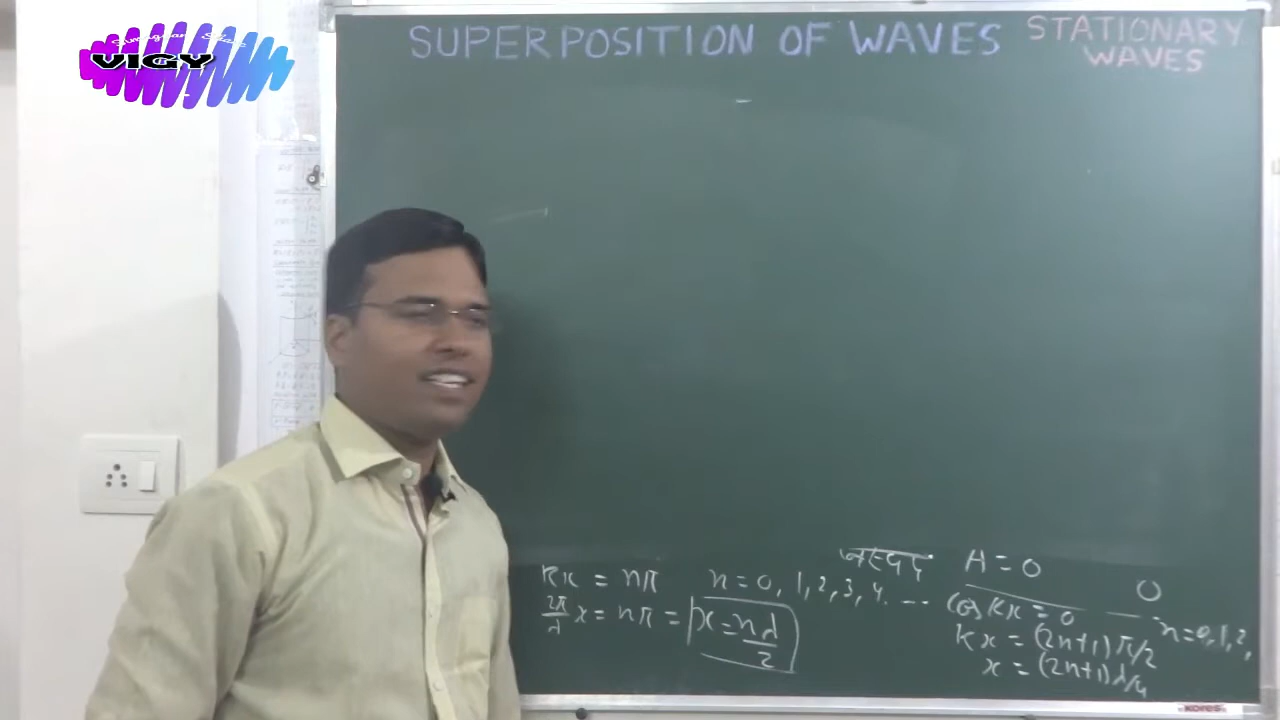 VIGY
SUPERPOSITION OF WAVES
STATIONARY
WAVES
Kx = nπ n = 0, 1, 2, 3, 4. ...
2π/λ x = nπ = x = nλ/2
A = 0
0
Cos Kx = 0
Kx = (2n+1) π/2 n = 0, 1, 2,
x = (2n+1) λ/4
KORES